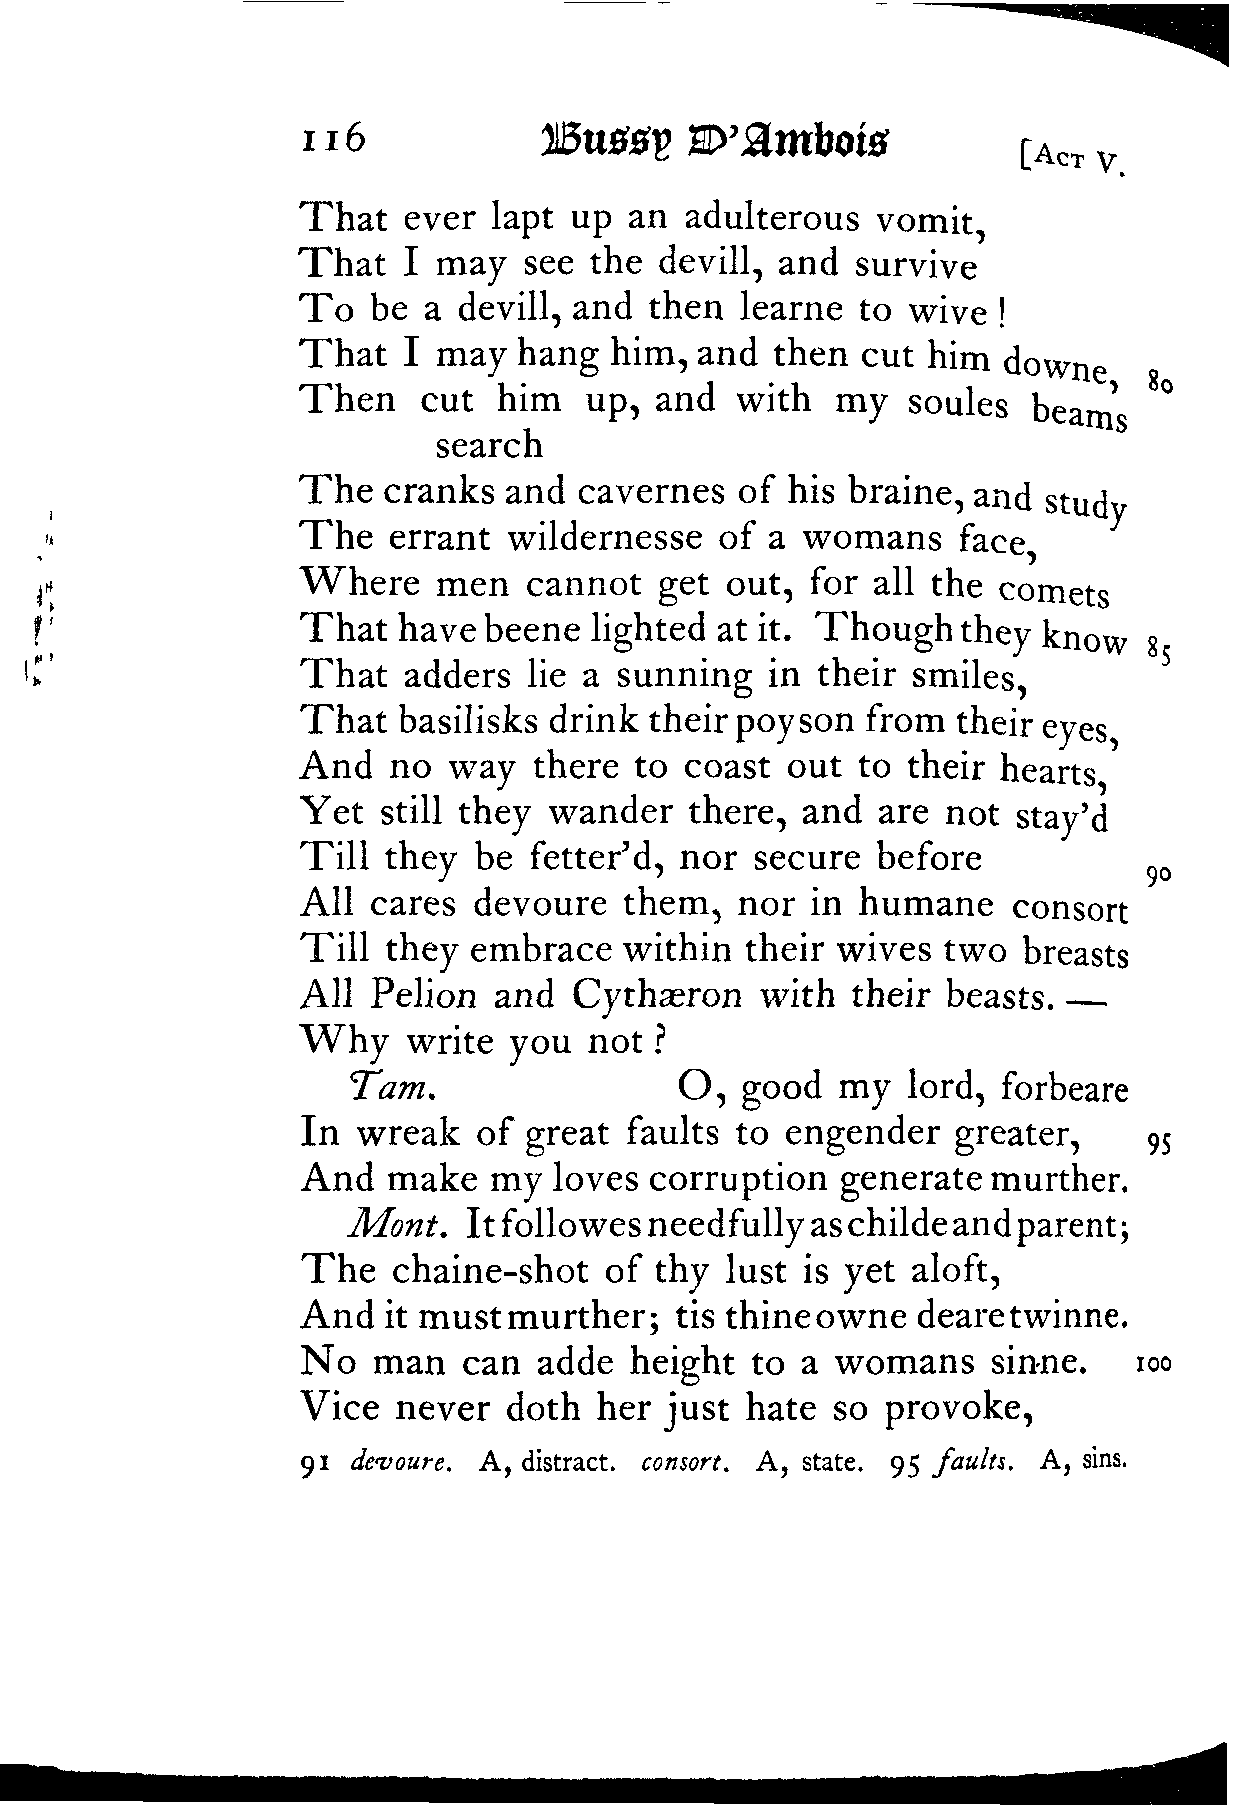 116 Bussy D'Ambois [ACT V.
That ever lapt up an adulterous vomit,
That I may see the devill, and survive
To be a devill, and then learne to wive !
That I may hang him, and then cut him downe, 80
Then cut him up, and with my soules beams
search
The cranks and cavernes of his braine, and study
The errant wildernesse of a womans face,
Where men cannot get out, for all the comets
That have beene lighted at it. Though they know 85
That adders lie a sunning in their smiles,
That basilisks drink their poyson from their eyes,
And no way there to coast out to their hearts,
Yet still they wander there, and are not stay'd
Till they be fetter'd, nor secure before 90
All cares devoure them, nor in humane consort
Till they embrace within their wives two breasts
All Pelion and Cythæron with their beasts. —
Why write you not ?
Tam. O, good my lord, forbeare
In wreak of great faults to engender greater, 95
And make my loves corruption generate murther.
Mont. It followes needfully as childe and parent;
The chaine-shot of thy lust is yet aloft,
And it must murther; tis thine owne deare twinne.
No man can adde height to a womans sinne. 100
Vice never doth her just hate so provoke,
91 devoure. A, distract. consort. A, state. 95 faults. A, sins.